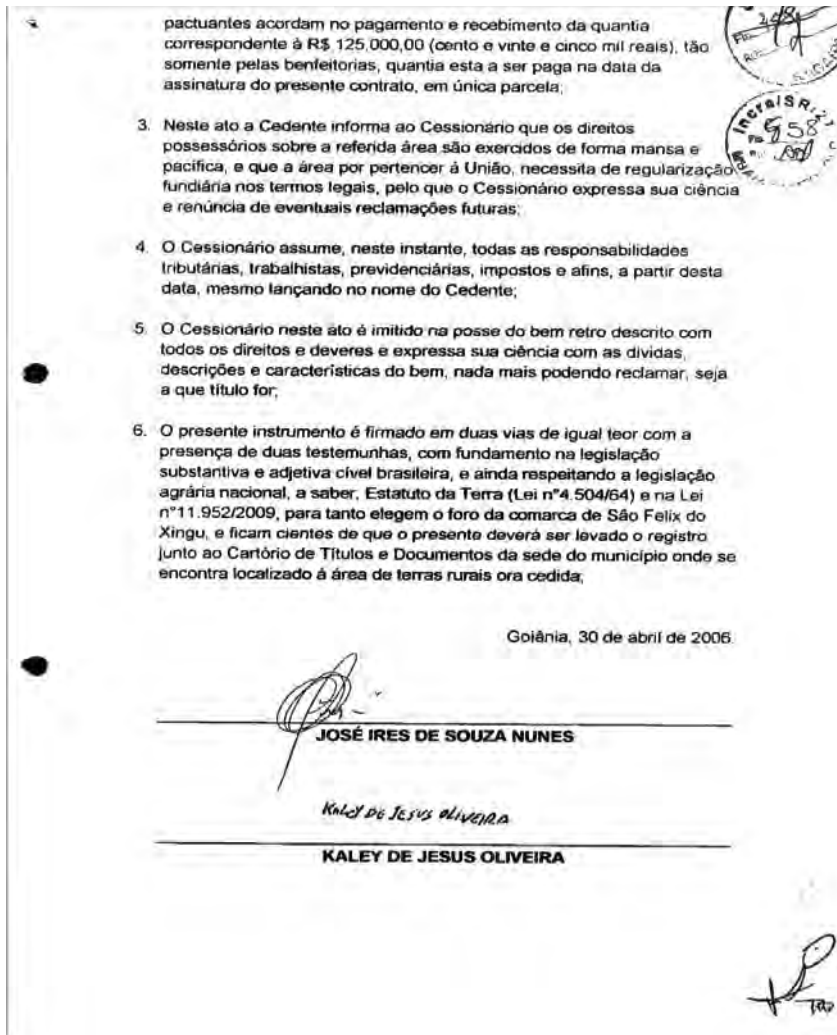 pactuantes acordam no pagamento e recebimento da quantia
correspondente à R$ 125.000,00 (cento e vinte e cinco mil reais), tão
somente pelas benfeitorias, quantia esta a ser paga na data da
assinatura do presente contrato, em única parcela;
3. Neste ato a Cedente informa ao Cessionário que os direitos
possessórios sobre a referida área são exercidos de forma mansa e
pacífica, e que a área por pertencer á União, necessita de regularização
fundiária nos termos legais, pelo que o Cessionário expressa sua ciência
e renúncia de eventuais reclamações futuras;
4. O Cessionário assume, neste instante, todas as responsabilidades
tributárias, trabalhistas, previdenciárias, impostos e afins, a partir desta
data, mesmo lançando no nome do Cedente;
5. O Cessionário neste ato é imitido na posse do bem retro descrito com
todos os direitos e deveres e expressa sua ciência com as dívidas,
descrições e características do bem, nada mais podendo reclamar, seja
a que título for;
6. O presente instrumento é firmado em duas vias de igual teor com a
presença de duas testemunhas, com fundamento na legislação
substantiva e adjetiva cível brasileira, e ainda respeitando a legislação
agrária nacional, a saber, Estatuto da Terra (Lei n°4.504/64) e na Lei
n°11.952/2009, para tanto elegem o foro da comarca de São Felix do
Xingu, e ficam cientes de que o presente deverá ser levado o registro
junto ao Cartório de Títulos e Documentos da sede do município onde se
encontra localizado á área de terras rurais ora cedida;
Goiânia, 30 de abril de 2006.
JOSÉ IRES DE SOUZA NUNES
KALEY DE JESUS OLIVEIRA
KALEY DE JESUS OLIVEIRA